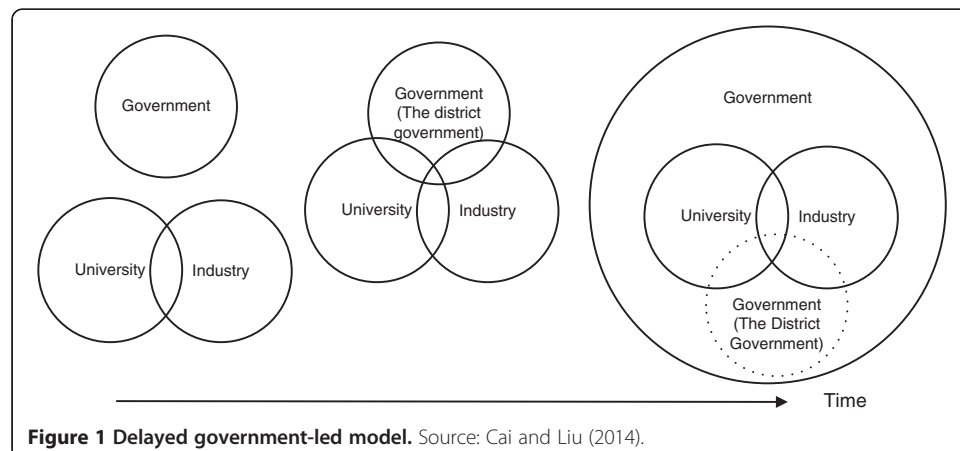 Government
University
Industry
Government
(The district
government)
University
Industry
Government
University
Industry
Government
(The District
Government)
Time
Figure 1 Delayed government-led model. Source: Cai and Liu (2014).